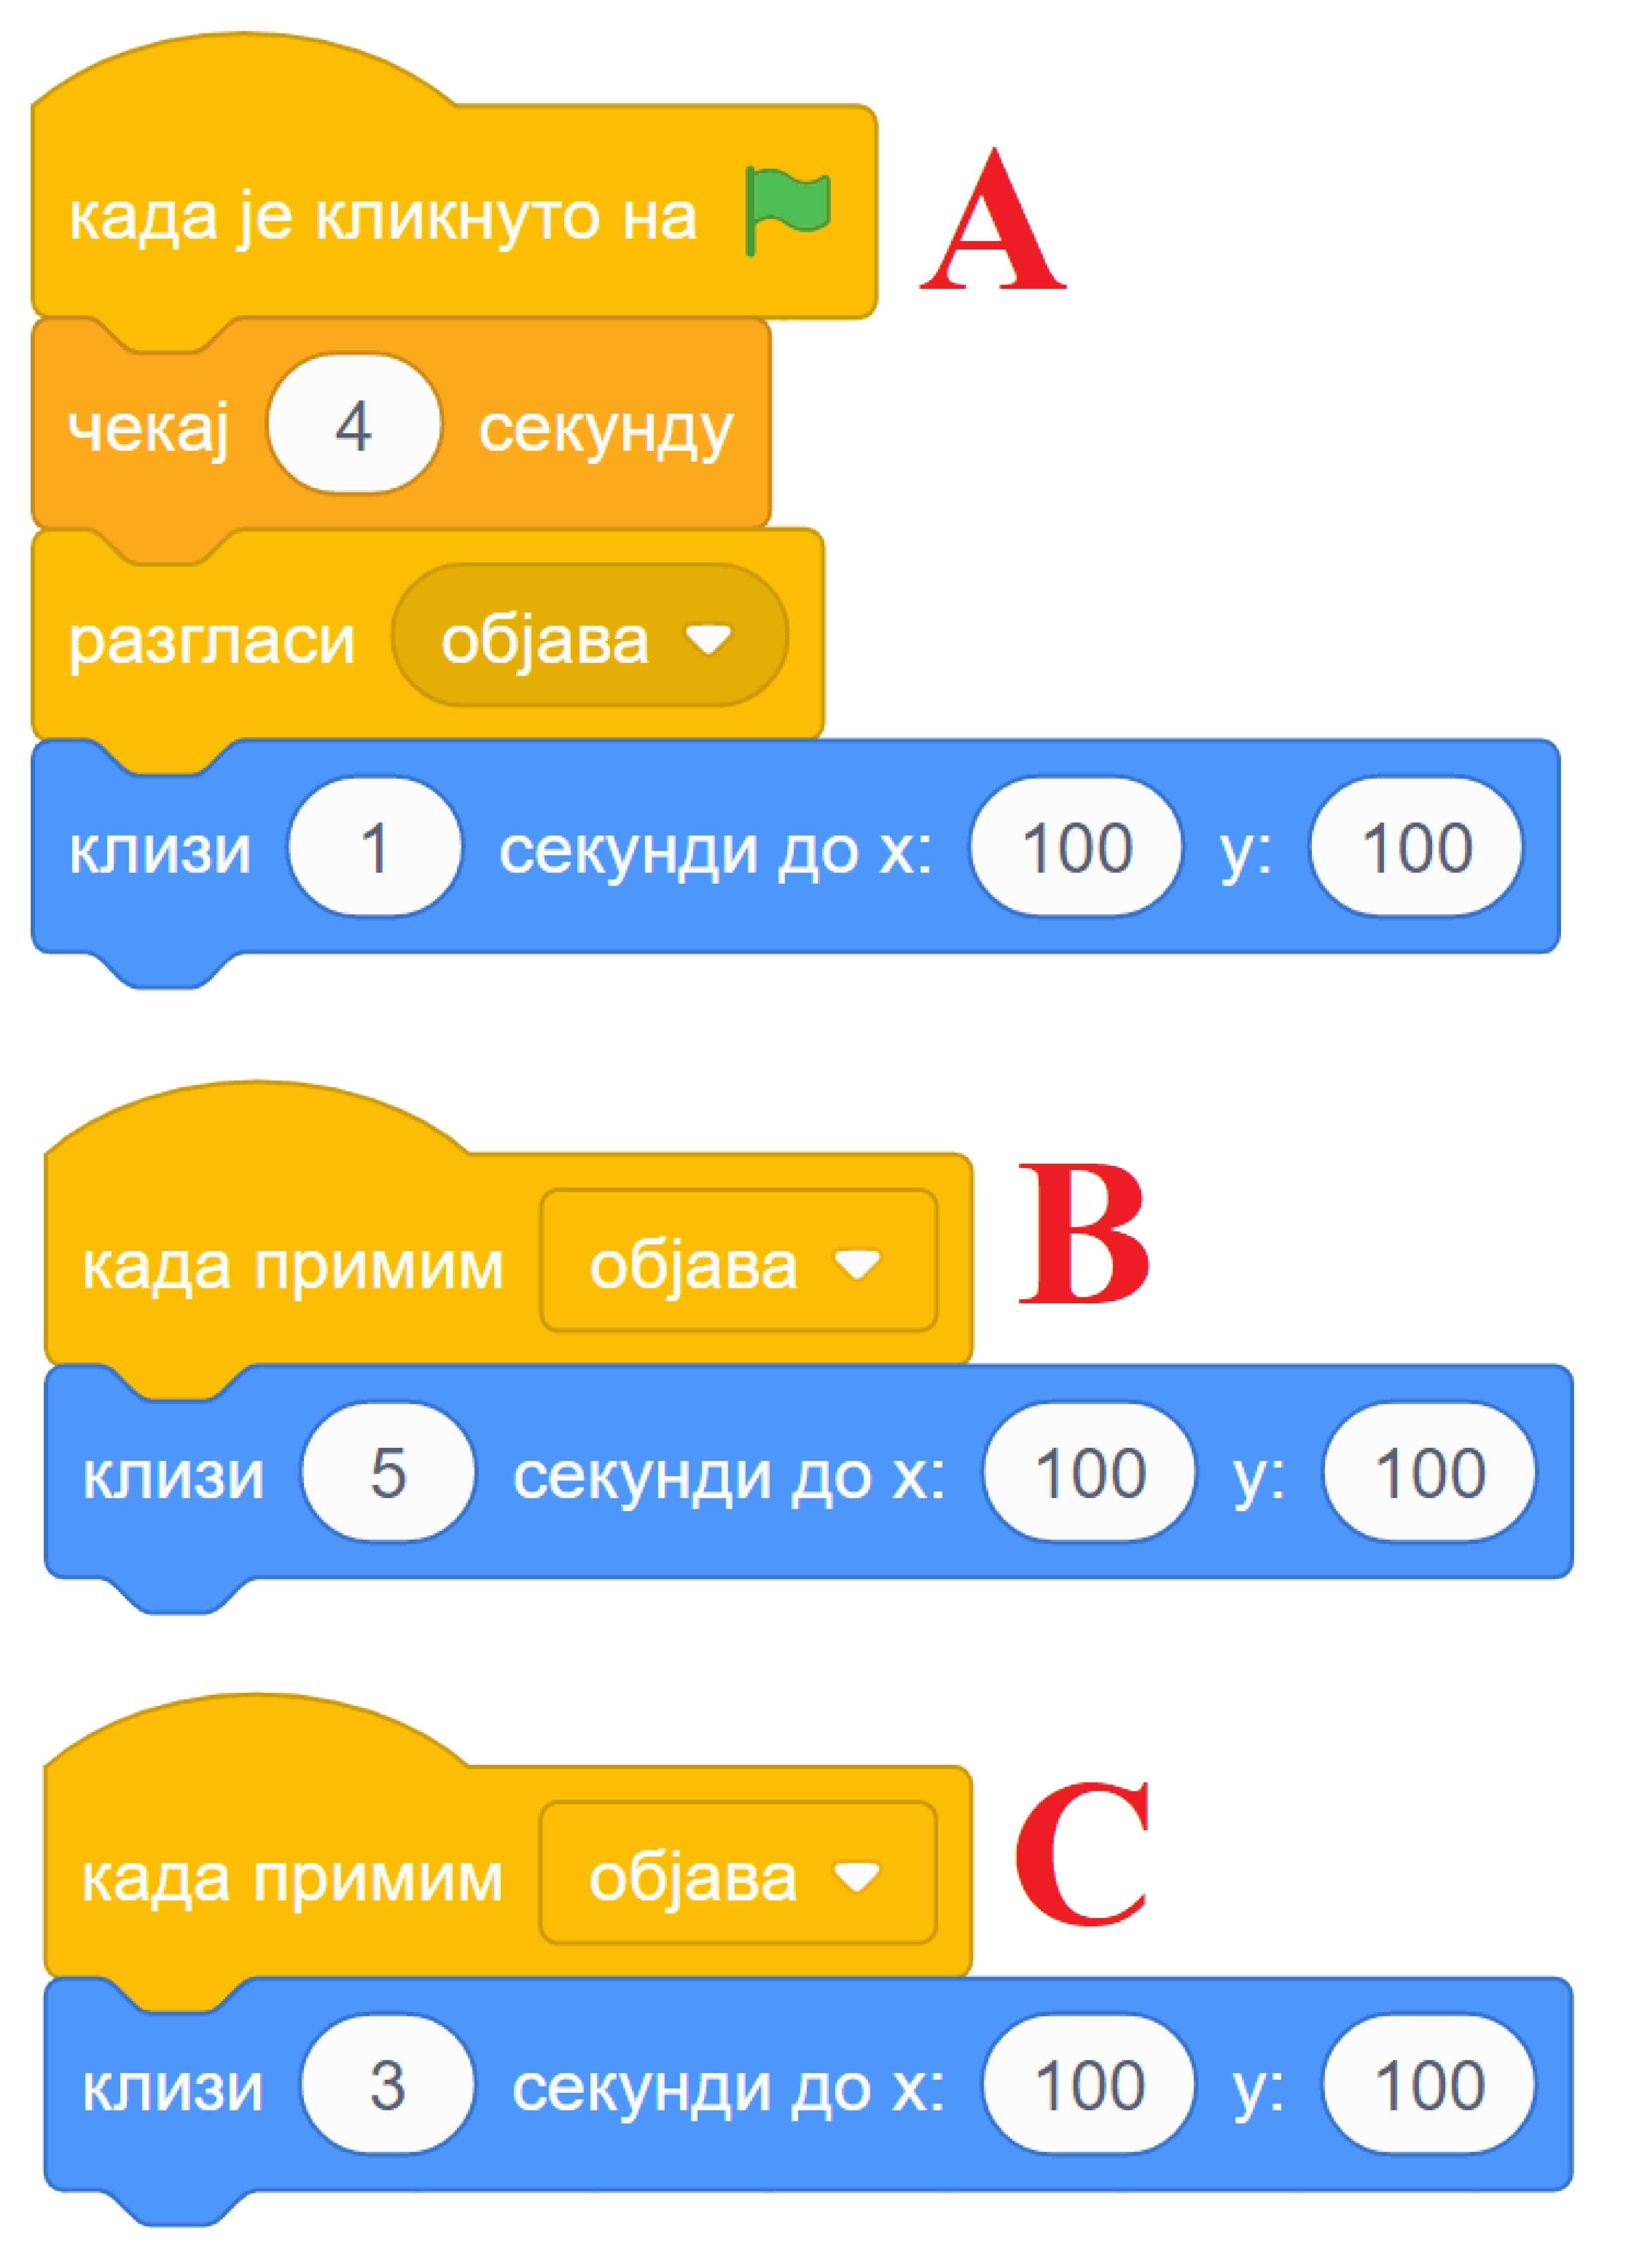 када је кликнуто на A
чекај 4 секунду
разгласи објава
клизи 1 секунди до x: 100 y: 100
када примим објава B
клизи 5 секунди до x: 100 y: 100
када примим објава C
клизи 3 секунди до x: 100 y: 100